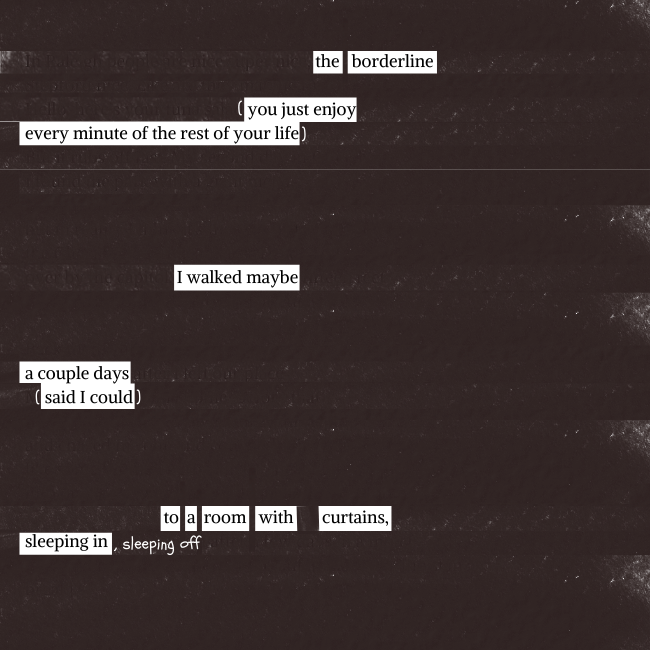 the borderline
( you just enjoy
every minute of the rest of your life)
I walked maybe
a couple days
( said I could)
to a room with curtains,
sleeping in , sleeping off